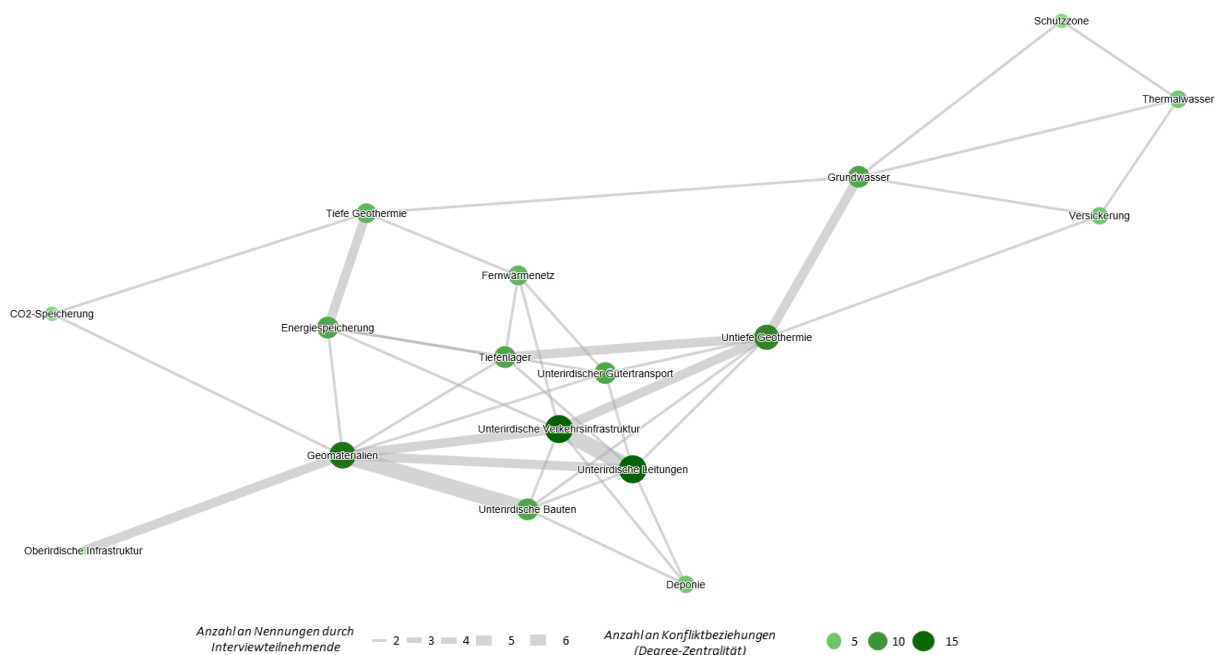 Schutzzone
Thermalwasser
Grundwasser
Tiefe Geothermie
Versickerung
Fernwärmenetz
CO2-Speicherung
Energiespeicherung
Untiefe Geothermie
Tiefenlager
Unterirdischer Gütertransport
Unterirdische Verkehrsinfrastruktur
Geomaterialien
Unterirdische Leitungen
Unterirdische Bauten
Oberirdische Infrastruktur
Deponie
Anzahl an Nennungen durch
Interviewteilnehmende
2 3 4 5 6
Anzahl an Konfliktbeziehungen
(Degree-Zentralität)
5 10 15